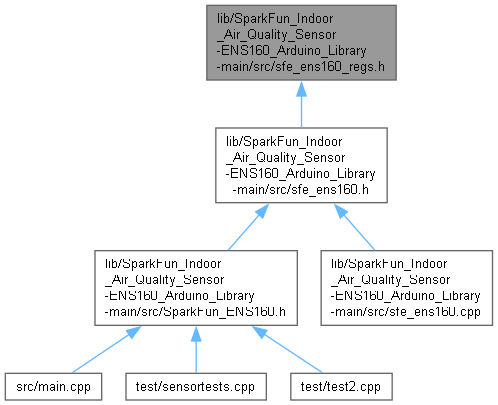 lib/SparkFun_Indoor
_Air_Quality_Sensor
-ENS160_Arduino_Library
-main/src/sfe_ens160_regs.h
lib/SparkFun_Indoor
_Air_Quality_Sensor
-ENS160_Arduino_Library
-main/src/sfe_ens160.h
lib/SparkFun_Indoor
_Air_Quality_Sensor
-ENS160_Arduino_Library
-main/src/SparkFun_ENS160.h
lib/SparkFun_Indoor
_Air_Quality_Sensor
-ENS160_Arduino_Library
-main/src/sfe_ens160.cpp
src/main.cpp
test/sensortests.cpp
test/test2.cpp